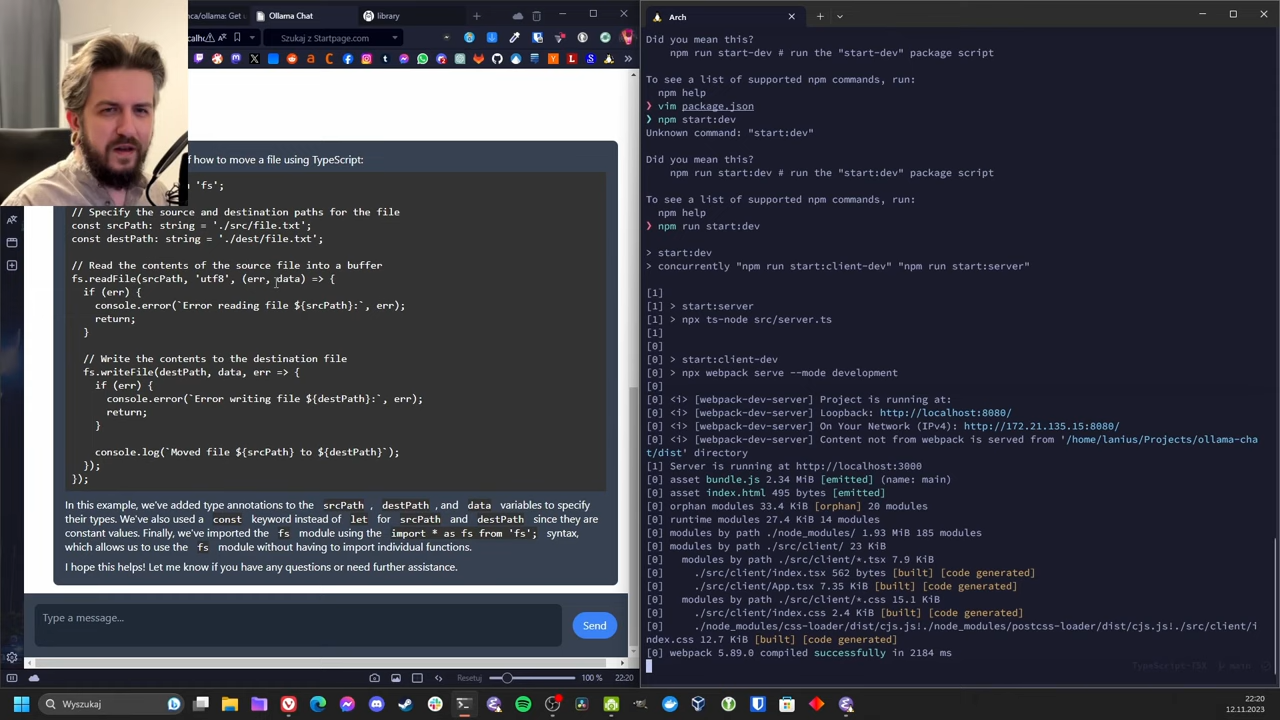 nca/ollama: Get u
Ollama Chat
library
alhc
Szukaj z Startpage.com
f how to move a file using TypeScript:
'fs';
// Specify the source and destination paths for the file
const srcPath: string = './src/file.txt';
const destPath: string = './dest/file.txt';
// Read the contents of the source file into a buffer
fs.readFile(srcPath, 'utf8', (err, data) => {
if (err) {
console.error(`Error reading file ${srcPath}:`, err);
return;
}
// Write the contents to the destination file
fs.writeFile(destPath, data, err => {
if (err) {
console.error(`Error writing file ${destPath}:`, err);
return;
}
console.log(`Moved file ${srcPath} to ${destPath}`);
});
});
In this example, we've added type annotations to the srcPath , destPath , and data variables to specify
their types. We've also used a const keyword instead of let for srcPath and destPath since they are
constant values. Finally, we've imported the fs module using the import * as fs from 'fs'; syntax,
which allows us to use the fs module without having to import individual functions.
I hope this helps! Let me know if you have any questions or need further assistance.
Type a message...
Send
Resetuj
100 %
22:20
Arch
Did you mean this?
npm run start-dev # run the "start-dev" package script
To see a list of supported npm commands, run:
npm help
❯ vim package.json
❯ npm start:dev
Unknown command: "start:dev"
Did you mean this?
npm run start-dev # run the "start-dev" package script
To see a list of supported npm commands, run:
npm help
❯ npm run start:dev
> start:dev
> concurrently "npm run start:client-dev" "npm run start:server"
[1]
[1] > start:server
[1] > npx ts-node src/server.ts
[1]
[0]
[0] > start:client-dev
[0] > npx webpack serve --mode development
[0]
[0] <i> [webpack-dev-server] Project is running at:
[0] <i> [webpack-dev-server] Loopback: http://localhost:8080/
[0] <i> [webpack-dev-server] On Your Network (IPv4): http://172.21.135.15:8080/
[0] <i> [webpack-dev-server] Content not from webpack is served from '/home/lanius/Projects/ollama-cha
t/dist' directory
[1] Server is running at http://localhost:3000
[0] asset bundle.js 2.34 MiB [emitted] (name: main)
[0] asset index.html 495 bytes [emitted]
[0] orphan modules 33.4 KiB [orphan] 20 modules
[0] runtime modules 27.4 KiB 14 modules
[0] modules by path ./node_modules/ 1.93 MiB 185 modules
[0] modules by path ./src/client/ 23 KiB
[0] modules by path ./src/client/*.tsx 7.9 KiB
[0] ./src/client/index.tsx 562 bytes [built] [code generated]
[0] ./src/client/App.tsx 7.35 KiB [built] [code generated]
[0] modules by path ./src/client/*.css 15.1 KiB
[0] ./src/client/index.css 2.4 KiB [built] [code generated]
[0] ./node_modules/css-loader/dist/cjs.js!./node_modules/postcss-loader/dist/cjs.js!./src/client/i
ndex.css 12.7 KiB [built] [code generated]
[0] webpack 5.89.0 compiled successfully in 2184 ms
main
Wyszukaj
22:20
12.11.2023